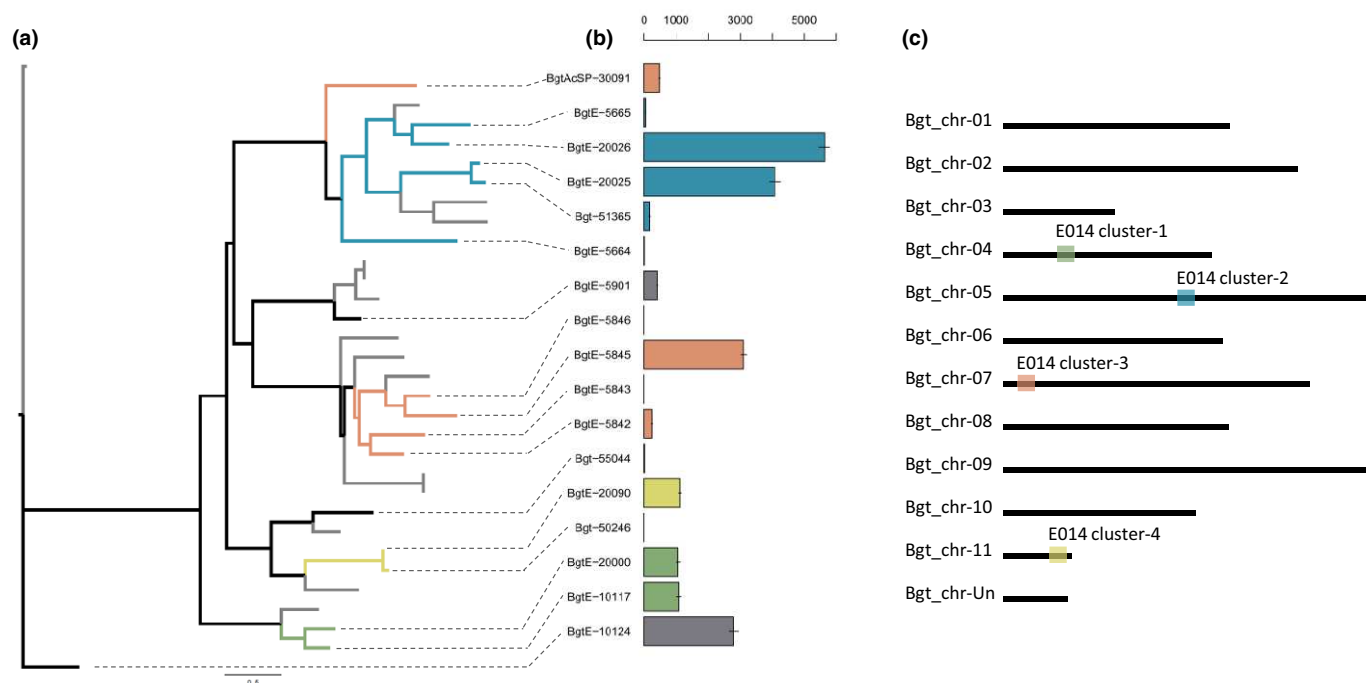 (a)
(b)
(c)
0 1000 3000 5000
BgtAcSP-30091
BgtE-5665
BgtE-20026
BgtE-20025
Bgt-51365
BgtE-5664
BgtE-5901
BgtE-5846
BgtE-5845
BgtE-5843
BgtE-5842
Bgt-55044
BgtE-20090
Bgt-50246
BgtE-20000
BgtE-10117
BgtE-10124
Bgt_chr-01
Bgt_chr-02
Bgt_chr-03
E014 cluster-1
Bgt_chr-04
E014 cluster-2
Bgt_chr-05
Bgt_chr-06
E014 cluster-3
Bgt_chr-07
Bgt_chr-08
Bgt_chr-09
Bgt_chr-10
E014 cluster-4
Bgt_chr-11
Bgt_chr-Un